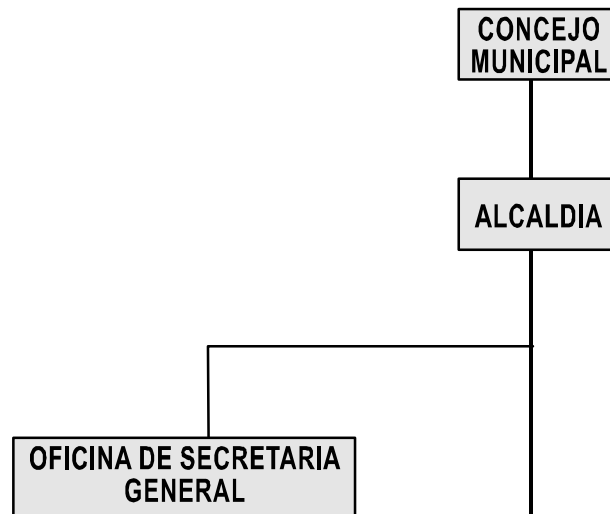 CONCEJO
MUNICIPAL
ALCALDIA
OFICINA DE SECRETARIA
GENERAL